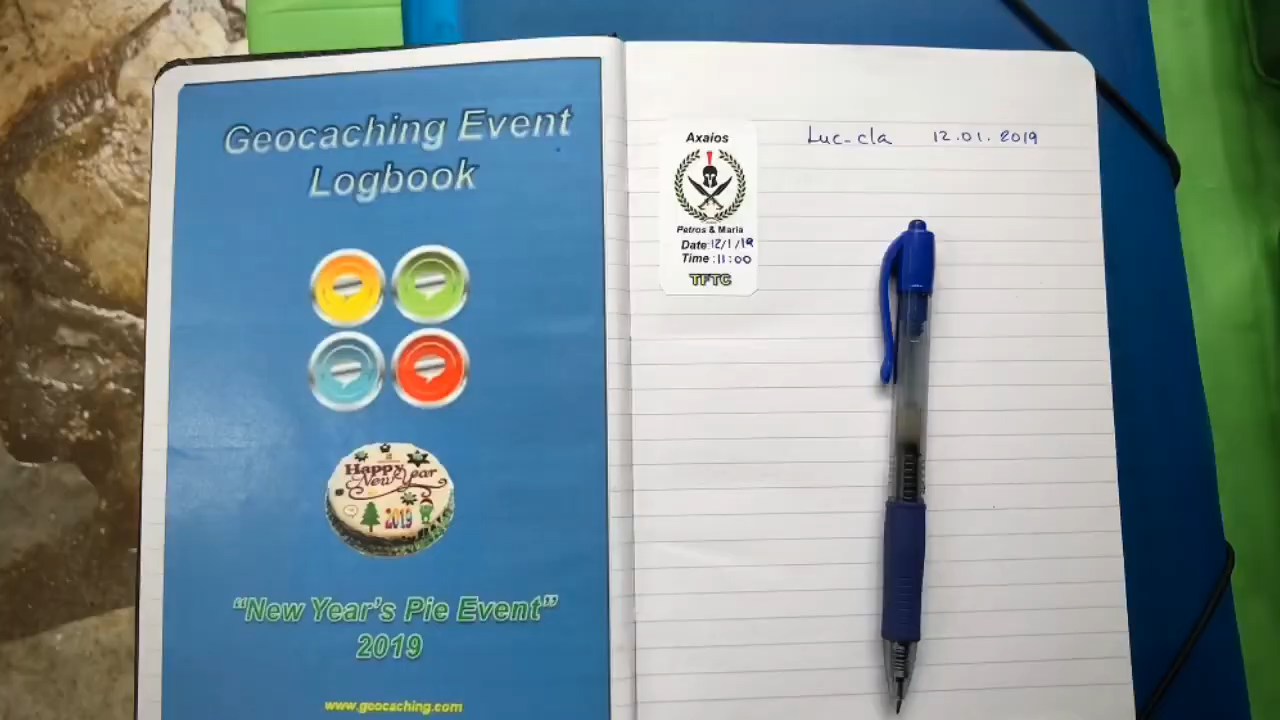 Geocaching Event
Logbook
Happy
New Year
2019
"New Year's Pie Event"
2019
www.geocaching.com
Axaios
Petros & Maria
Date:12/1/19
Time:11:00
TFTC
Luc-cla 12.01.2019